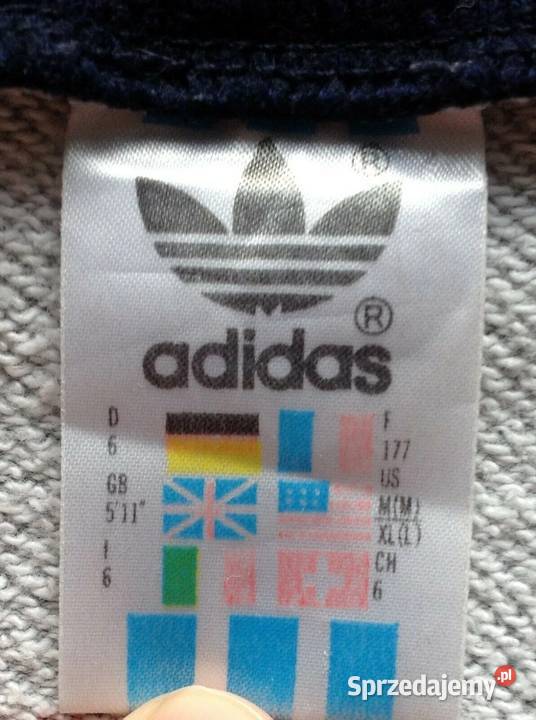 ®
®
adidas
D
6
F
177
GB
5'11"
US
M(M)
XL(L)
I
6
CH
6
Sprzedajemy.pl